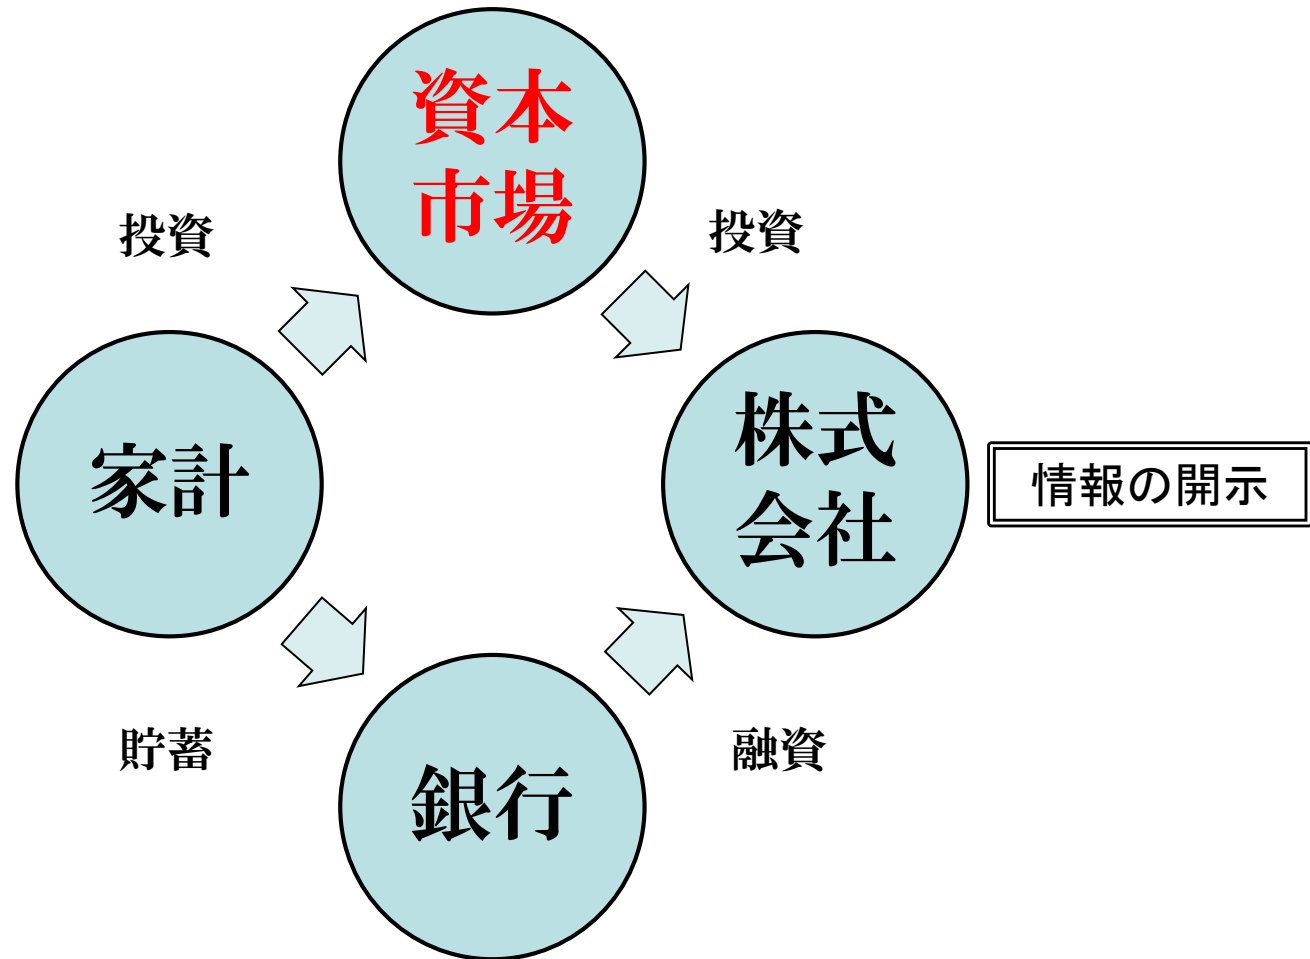 資本
市場
投資
投資
家計
株式
会社
情報の開示
貯蓄
融資
銀行